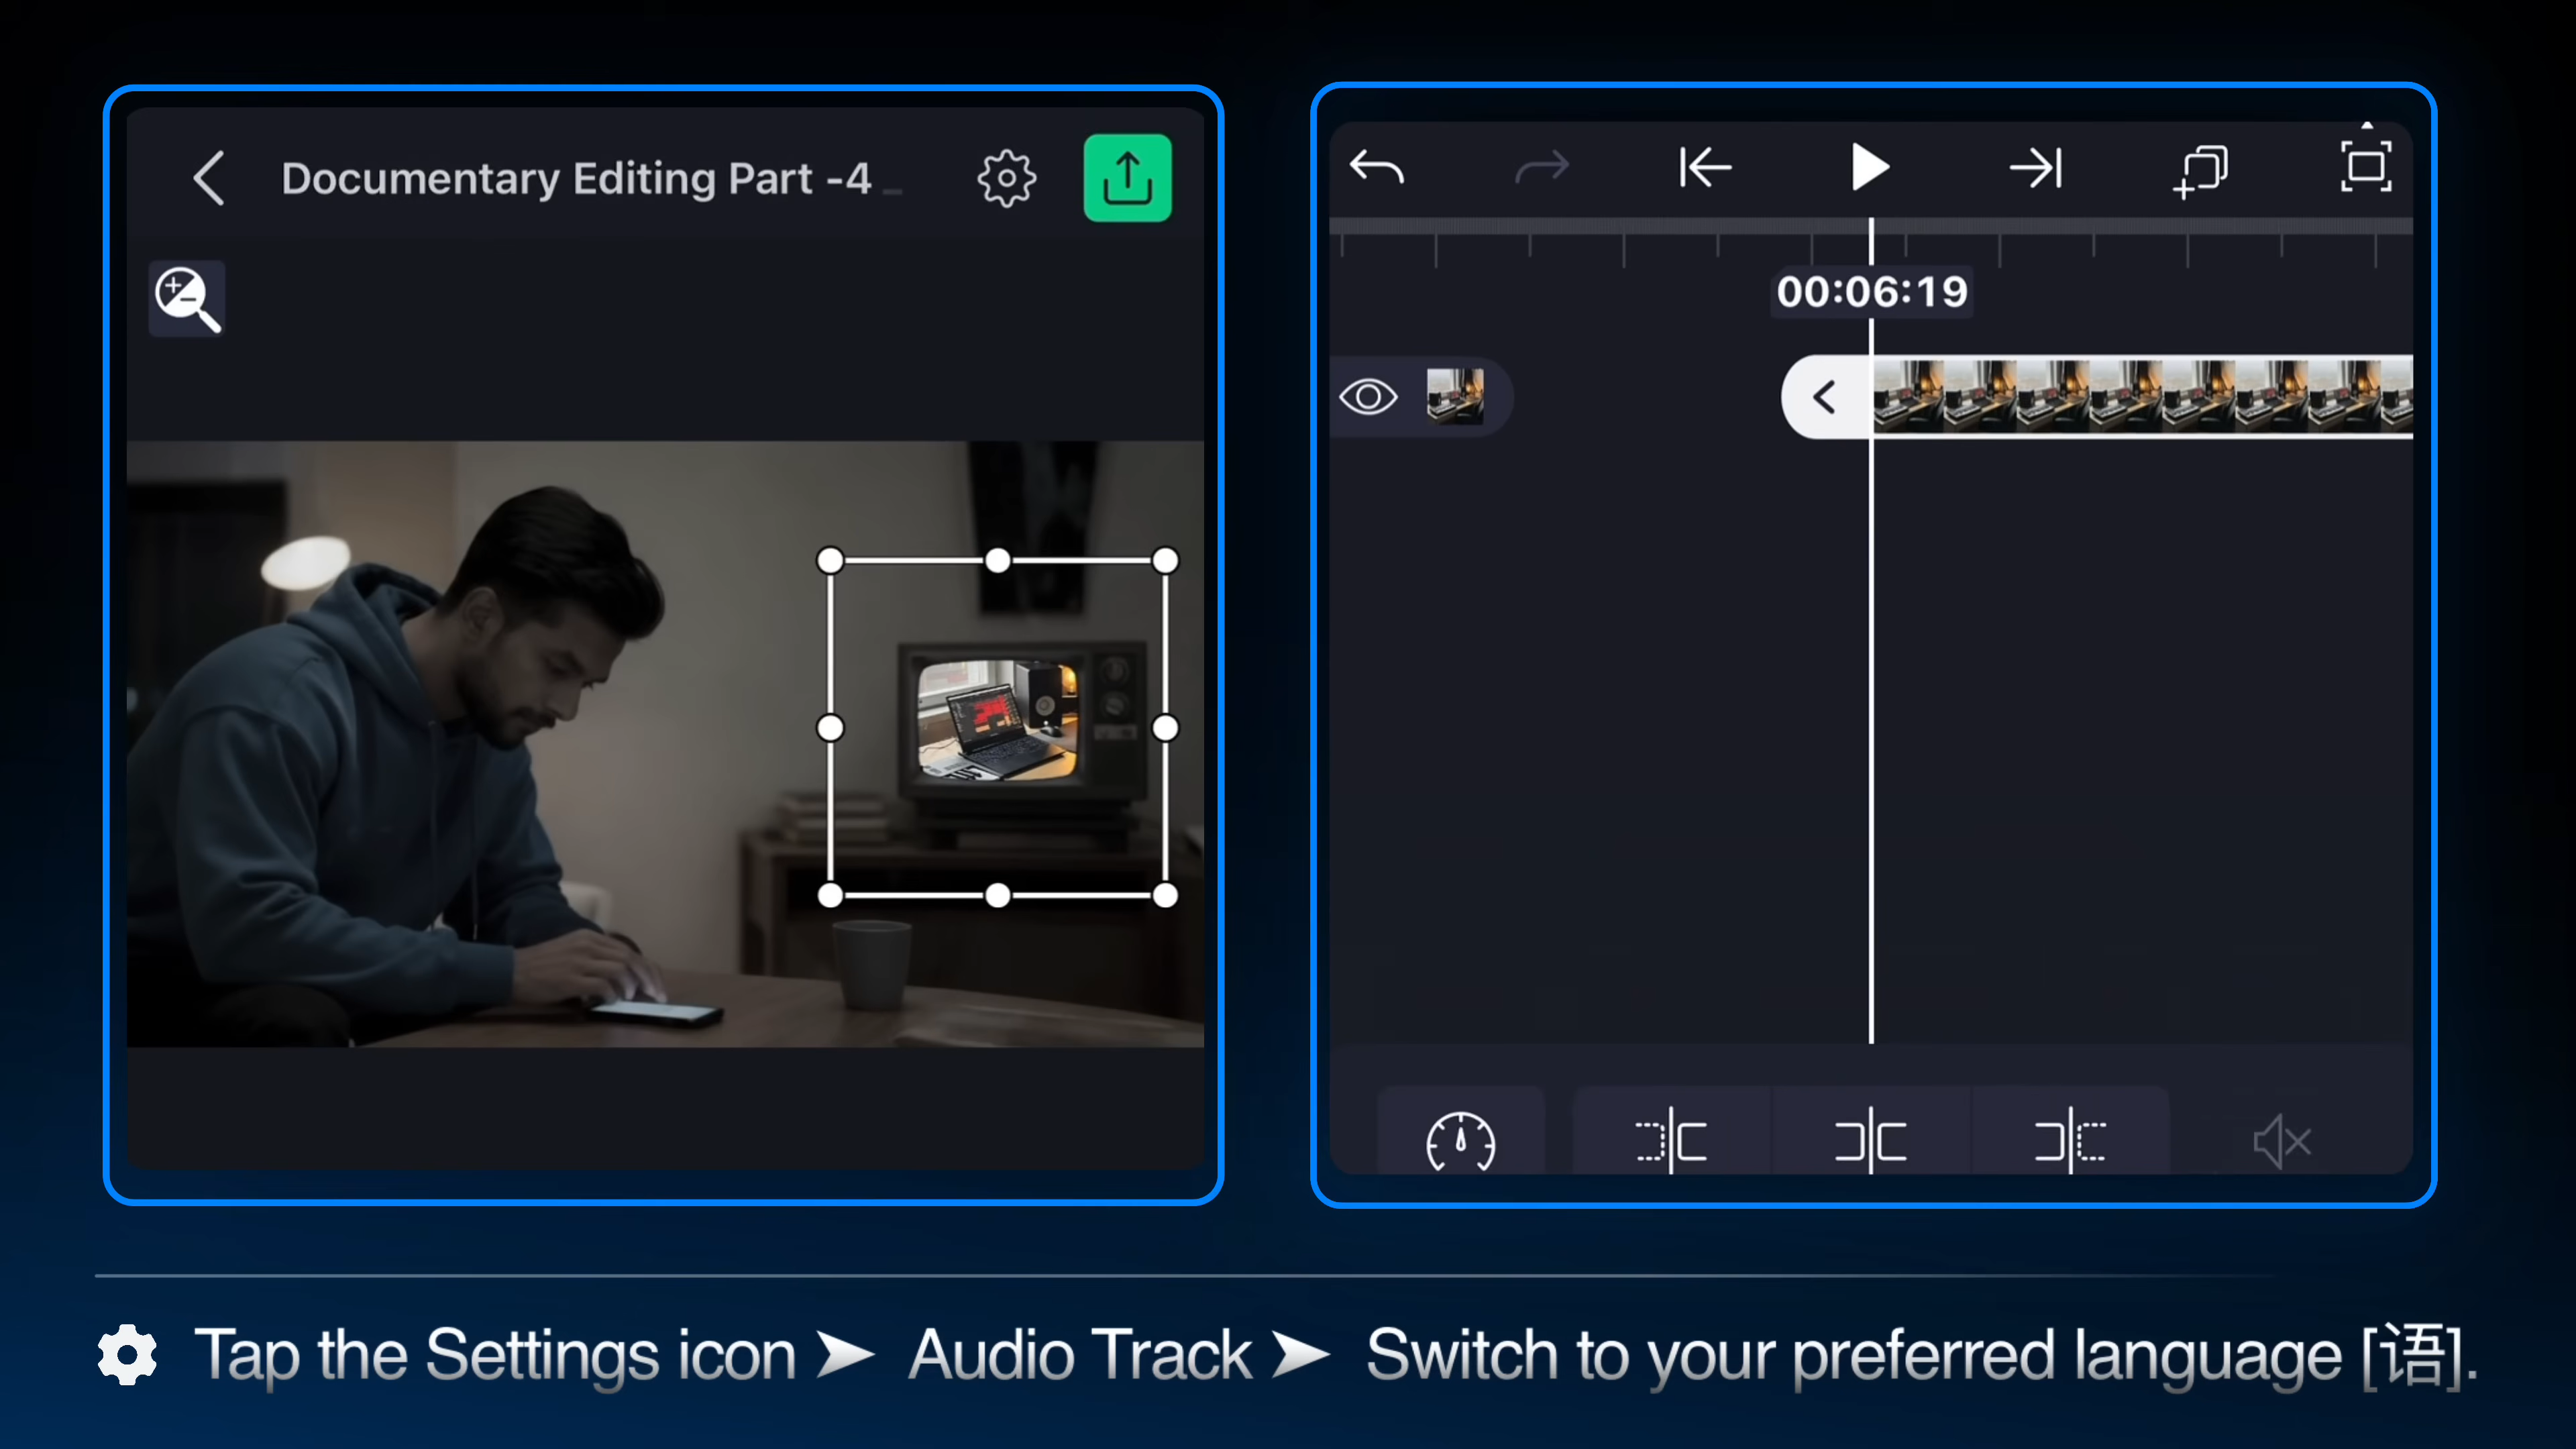 Documentary Editing Part -4
00:06:19
Tap the Settings icon ➤ Audio Track ➤ Switch to your preferred language [语].